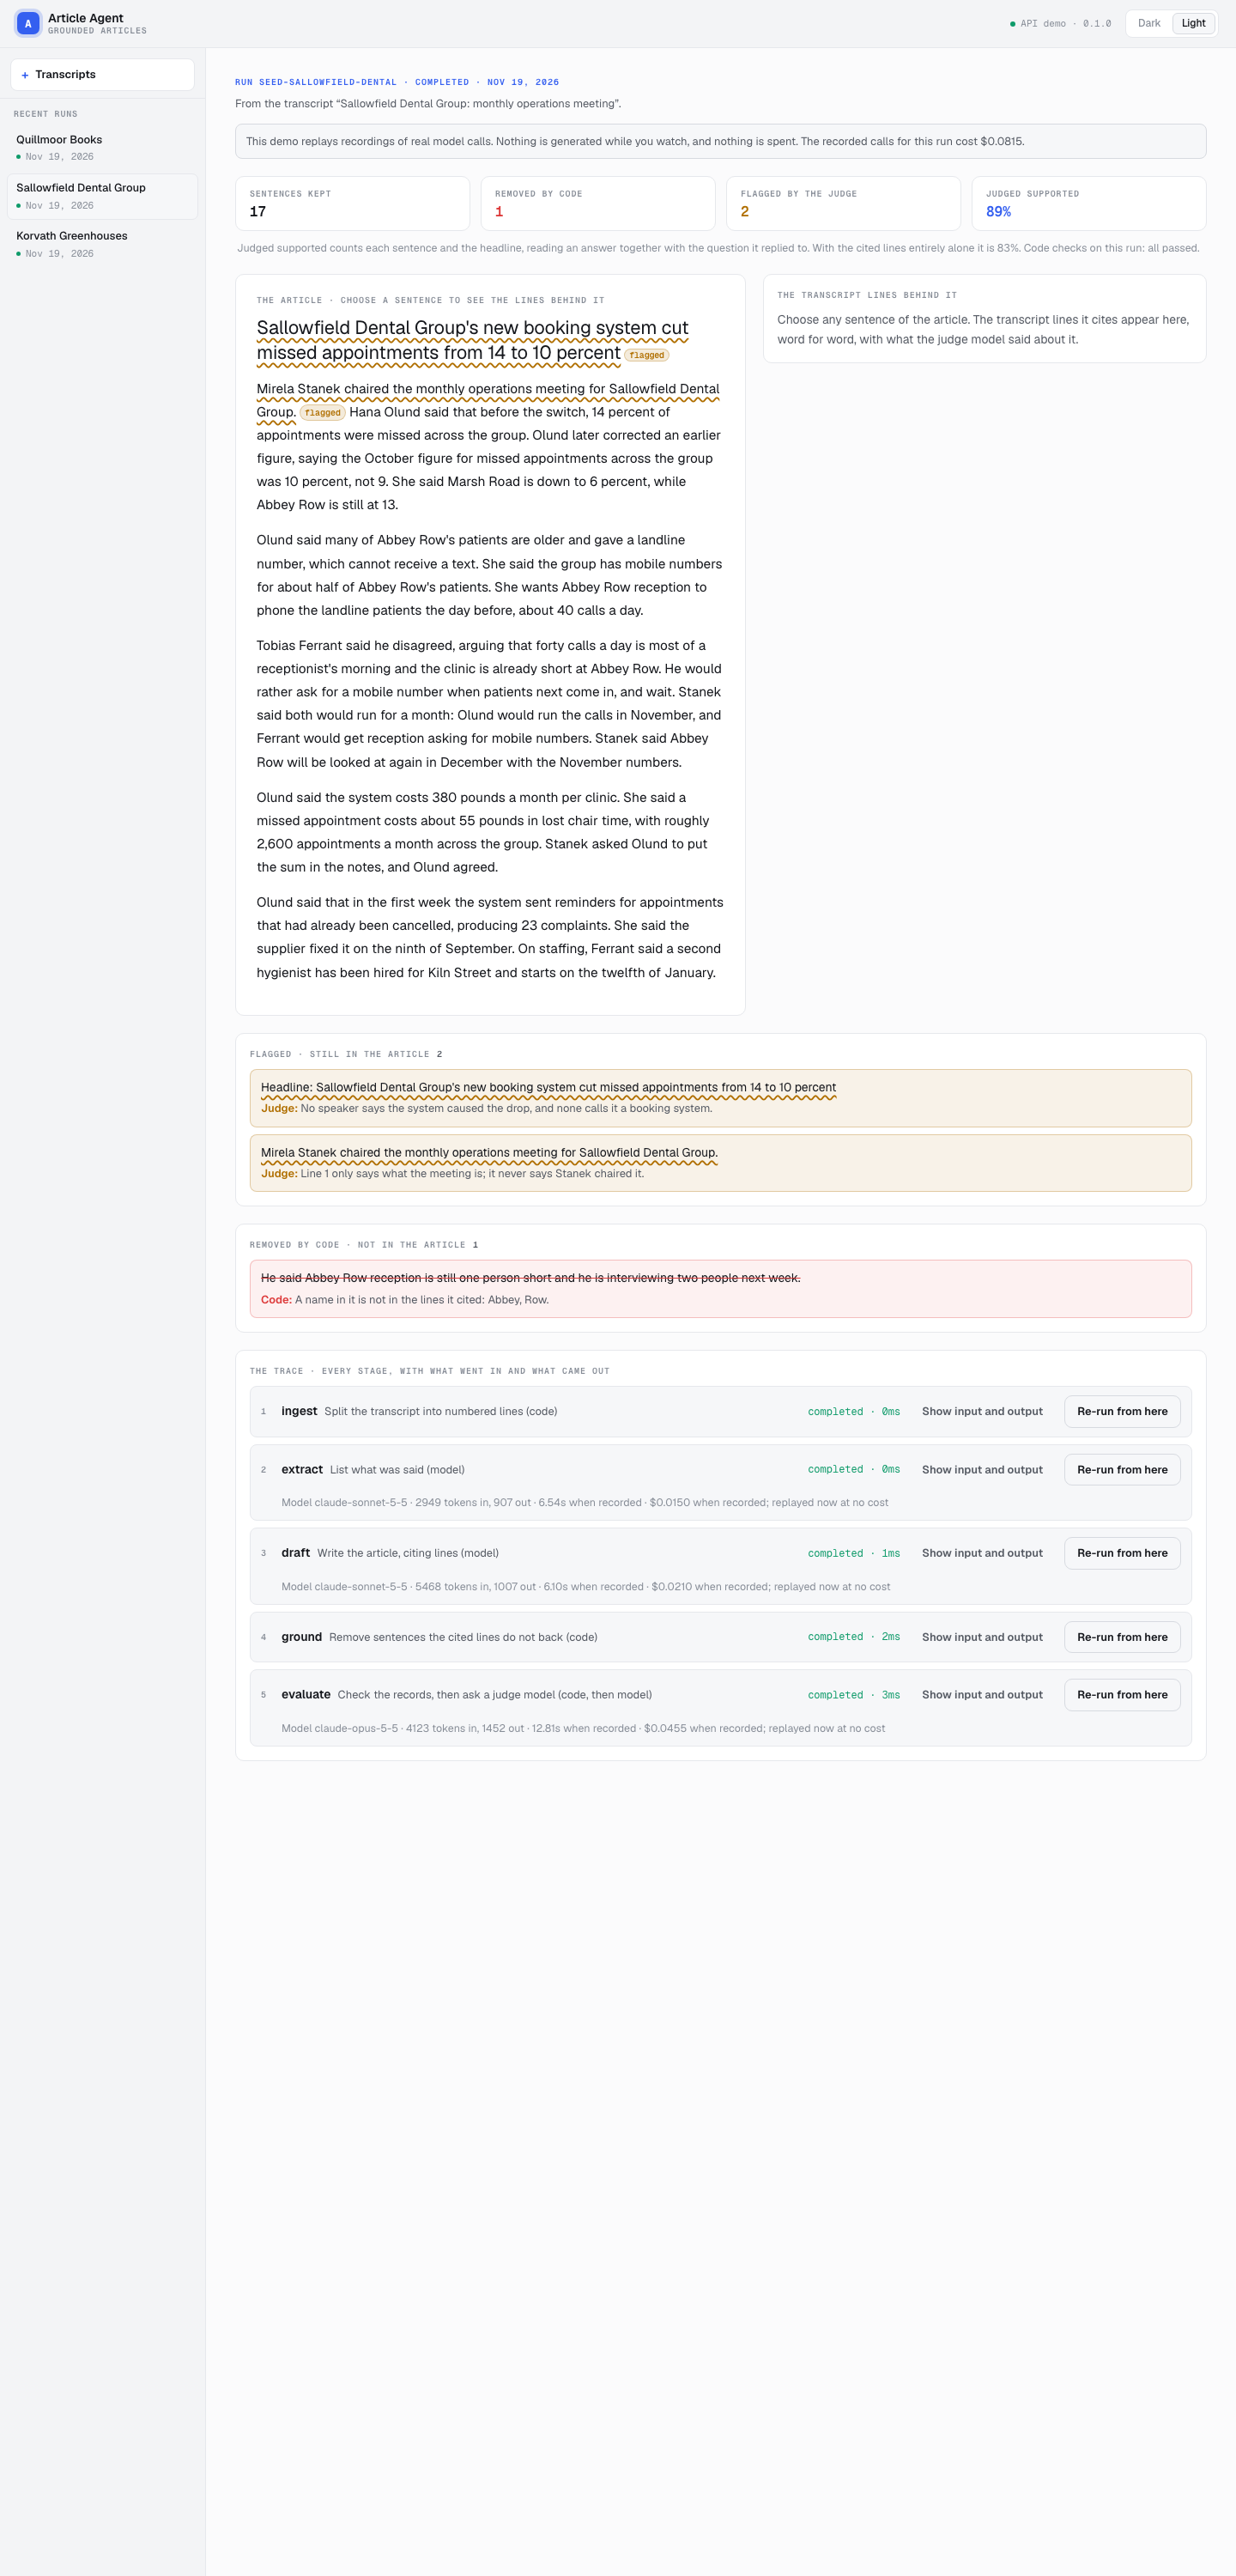 A
Article Agent
GROUNDED ARTICLES
API demo · 0.1.0
Dark
Light
+ Transcripts
RECENT RUNS
Quillmoor Books
Nov 19, 2026
Sallowfield Dental Group
Nov 19, 2026
Korvath Greenhouses
Nov 19, 2026
RUN SEED-SALLOWFIELD-DENTAL · COMPLETED · NOV 19, 2026
From the transcript “Sallowfield Dental Group: monthly operations meeting”.
This demo replays recordings of real model calls. Nothing is generated while you watch, and nothing is spent. The recorded calls for this run cost $0.0815.
SENTENCES KEPT
17
REMOVED BY CODE
1
FLAGGED BY THE JUDGE
2
JUDGED SUPPORTED
89%
Judged supported counts each sentence and the headline, reading an answer together with the question it replied to. With the cited lines entirely alone it is 83%. Code checks on this run: all passed.
THE ARTICLE · CHOOSE A SENTENCE TO SEE THE LINES BEHIND IT
Sallowfield Dental Group's new booking system cut
missed appointments from 14 to 10 percent flagged
Mirela Stanek chaired the monthly operations meeting for Sallowfield Dental
Group. flagged Hana Olund said that before the switch, 14 percent of
appointments were missed across the group. Olund later corrected an earlier
figure, saying the October figure for missed appointments across the group
was 10 percent, not 9. She said Marsh Road is down to 6 percent, while
Abbey Row is still at 13.
Olund said many of Abbey Row's patients are older and gave a landline
number, which cannot receive a text. She said the group has mobile numbers
for about half of Abbey Row's patients. She wants Abbey Row reception to
phone the landline patients the day before, about 40 calls a day.
Tobias Ferrant said he disagreed, arguing that forty calls a day is most of a
receptionist's morning and the clinic is already short at Abbey Row. He would
rather ask for a mobile number when patients next come in, and wait. Stanek
said both would run for a month: Olund would run the calls in November, and
Ferrant would get reception asking for mobile numbers. Stanek said Abbey
Row will be looked at again in December with the November numbers.
Olund said the system costs 380 pounds a month per clinic. She said a
missed appointment costs about 55 pounds in lost chair time, with roughly
2,600 appointments a month across the group. Stanek asked Olund to put
the sum in the notes, and Olund agreed.
Olund said that in the first week the system sent reminders for appointments
that had already been cancelled, producing 23 complaints. She said the
supplier fixed it on the ninth of September. On staffing, Ferrant said a second
hygienist has been hired for Kiln Street and starts on the twelfth of January.
THE TRANSCRIPT LINES BEHIND IT
Choose any sentence of the article. The transcript lines it cites appear here,
word for word, with what the judge model said about it.
FLAGGED · STILL IN THE ARTICLE 2
Headline: Sallowfield Dental Group's new booking system cut missed appointments from 14 to 10 percent
Judge: No speaker says the system caused the drop, and none calls it a booking system.
Mirela Stanek chaired the monthly operations meeting for Sallowfield Dental Group.
Judge: Line 1 only says what the meeting is; it never says Stanek chaired it.
REMOVED BY CODE · NOT IN THE ARTICLE 1
He said Abbey Row reception is still one person short and he is interviewing two people next week.
Code: A name in it is not in the lines it cited: Abbey, Row.
THE TRACE · EVERY STAGE, WITH WHAT WENT IN AND WHAT CAME OUT
1 ingest Split the transcript into numbered lines (code) completed · 0ms Show input and output Re-run from here
2 extract List what was said (model) completed · 0ms Show input and output Re-run from here
Model claude-sonnet-5-5 · 2949 tokens in, 907 out · 6.54s when recorded · $0.0150 when recorded; replayed now at no cost
3 draft Write the article, citing lines (model) completed · 1ms Show input and output Re-run from here
Model claude-sonnet-5-5 · 5468 tokens in, 1007 out · 6.10s when recorded · $0.0210 when recorded; replayed now at no cost
4 ground Remove sentences the cited lines do not back (code) completed · 2ms Show input and output Re-run from here
5 evaluate Check the records, then ask a judge model (code, then model) completed · 3ms Show input and output Re-run from here
Model claude-opus-5-5 · 4123 tokens in, 1452 out · 12.81s when recorded · $0.0455 when recorded; replayed now at no cost